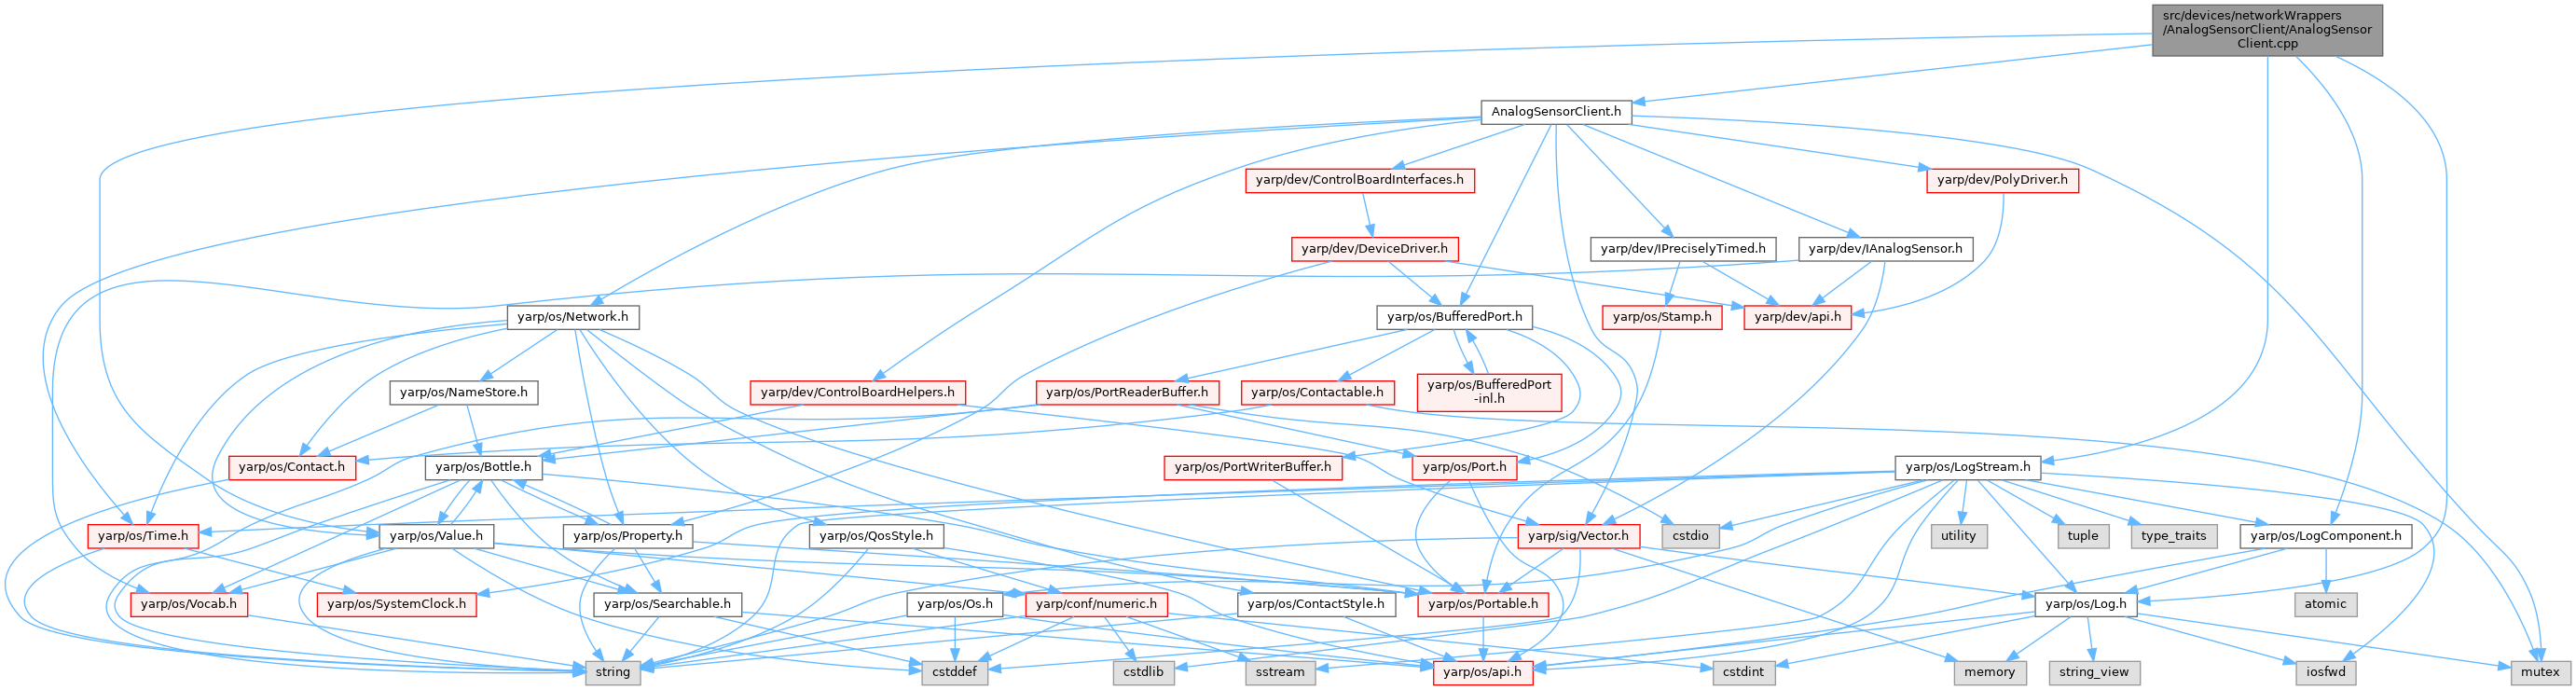 src/devices/networkWrappers
/AnalogSensorClient/AnalogSensor
Client.cpp
AnalogSensorClient.h
yarp/dev/ControlBoardInterfaces.h
yarp/dev/PolyDriver.h
yarp/dev/DeviceDriver.h
yarp/dev/IPreciselyTimed.h
yarp/dev/IAnalogSensor.h
yarp/os/Network.h
yarp/os/BufferedPort.h
yarp/os/Stamp.h
yarp/dev/api.h
yarp/os/NameStore.h
yarp/dev/ControlBoardHelpers.h
yarp/os/PortReaderBuffer.h
yarp/os/Contactable.h
yarp/os/BufferedPort
-inl.h
yarp/os/Contact.h
yarp/os/Bottle.h
yarp/os/PortWriterBuffer.h
yarp/os/Port.h
yarp/os/LogStream.h
yarp/os/Time.h
yarp/os/Value.h
yarp/os/Property.h
yarp/os/QosStyle.h
yarp/sig/Vector.h
cstdio
utility
tuple
type_traits
yarp/os/LogComponent.h
yarp/os/Vocab.h
yarp/os/SystemClock.h
yarp/os/Searchable.h
yarp/os/Os.h
yarp/conf/numeric.h
yarp/os/ContactStyle.h
yarp/os/Portable.h
yarp/os/Log.h
atomic
string
cstddef
cstdlib
sstream
yarp/os/api.h
cstdint
memory
string_view
iosfwd
mutex